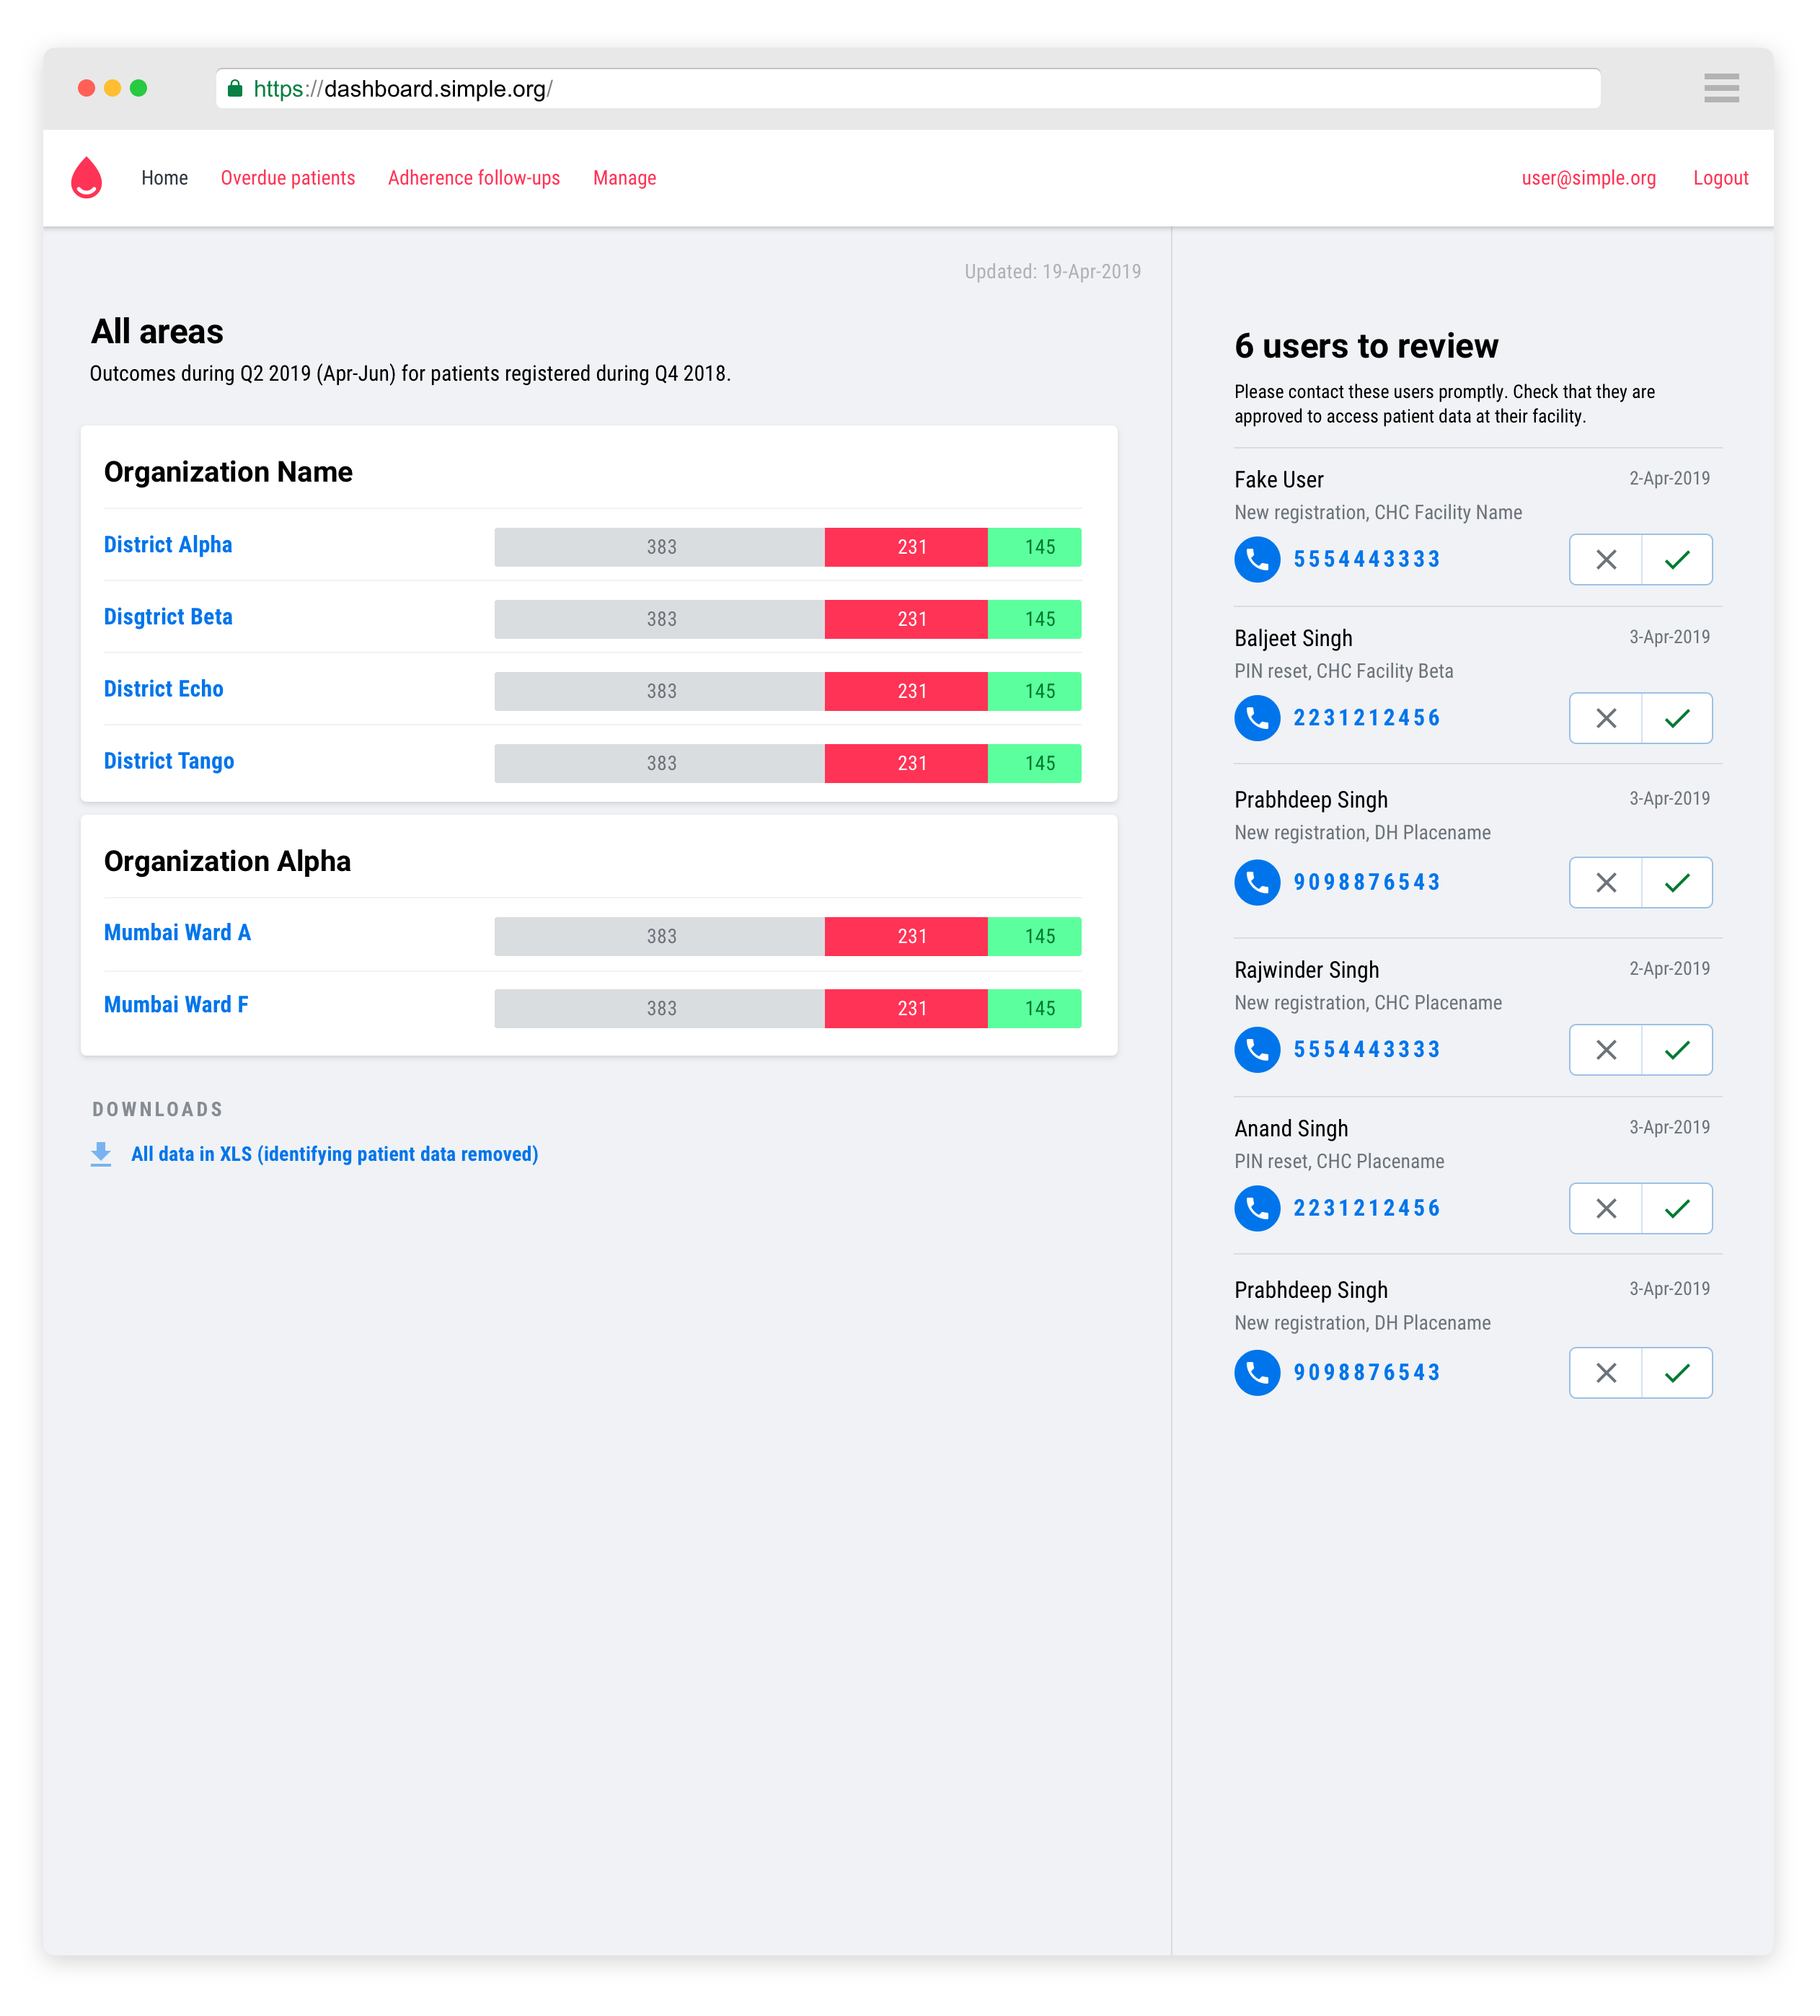 https://dashboard.simple.org/
Home Overdue patients Adherence follow-ups Manage user@simple.org Logout
Updated: 19-Apr-2019
All areas
Outcomes during Q2 2019 (Apr-Jun) for patients registered during Q4 2018.
Organization Name
District Alpha 383 231 145
Disgtrict Beta 383 231 145
District Echo 383 231 145
District Tango 383 231 145
Organization Alpha
Mumbai Ward A 383 231 145
Mumbai Ward F 383 231 145
DOWNLOADS
All data in XLS (identifying patient data removed)
6 users to review
Please contact these users promptly. Check that they are
approved to access patient data at their facility.
Fake User 2-Apr-2019
New registration, CHC Facility Name
5554443333
Baljeet Singh 3-Apr-2019
PIN reset, CHC Facility Beta
2231212456
Prabhdeep Singh 3-Apr-2019
New registration, DH Placename
9098876543
Rajwinder Singh 2-Apr-2019
New registration, CHC Placename
5554443333
Anand Singh 3-Apr-2019
PIN reset, CHC Placename
2231212456
Prabhdeep Singh 3-Apr-2019
New registration, DH Placename
9098876543